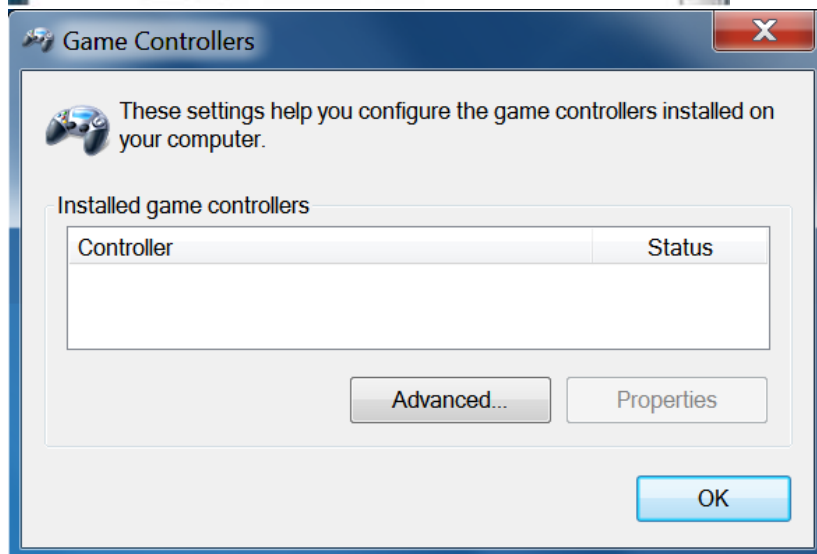 Game Controllers
These settings help you configure the game controllers installed on
your computer.
Installed game controllers
Controller Status
Advanced... Properties
OK